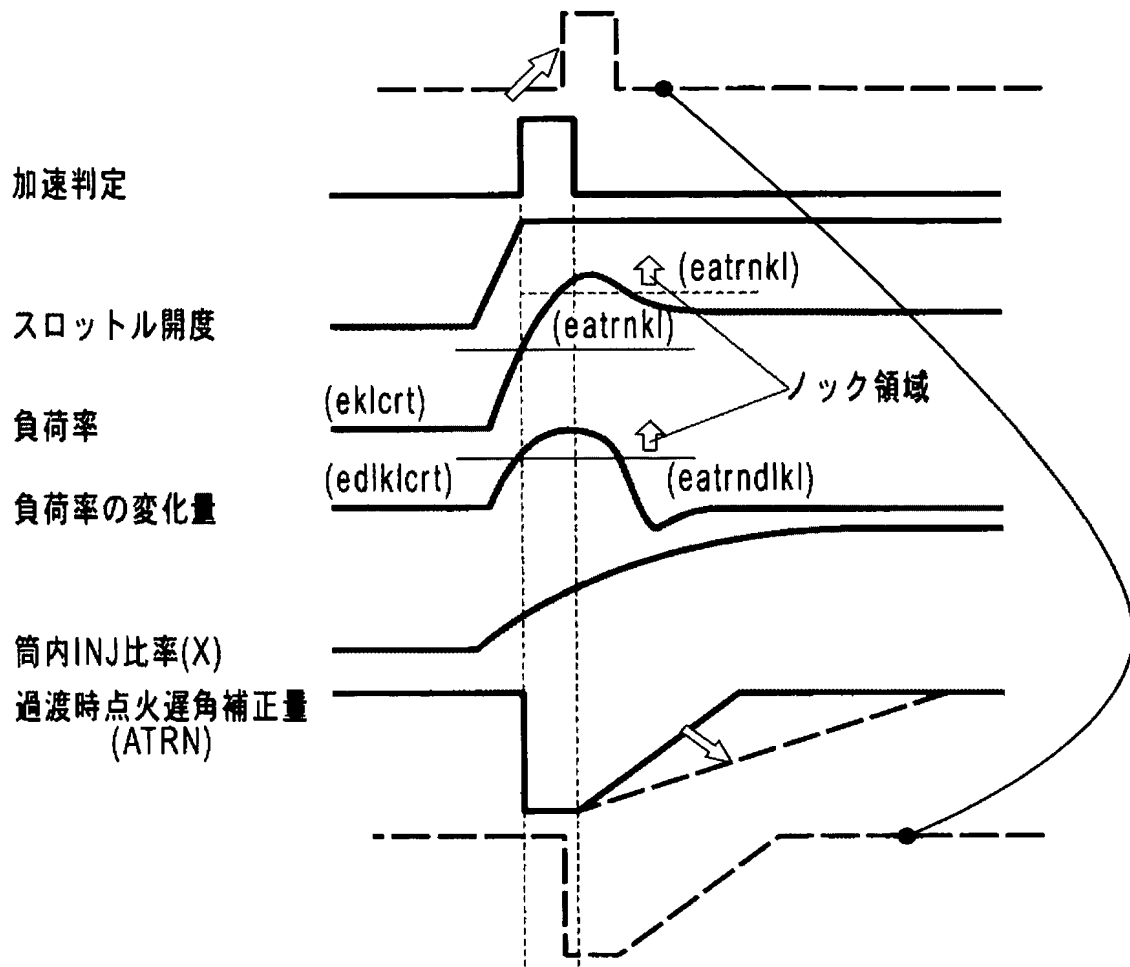 加速判定
(eatrnkl)
スロットル開度
(eatrnkl)
ノック領域
(eklcrt)
負荷率
(edlklcrt)
(eatrndlkl)
負荷率の変化量
筒内INJ比率(X)
過渡時点火遅角補正量
(ATRN)